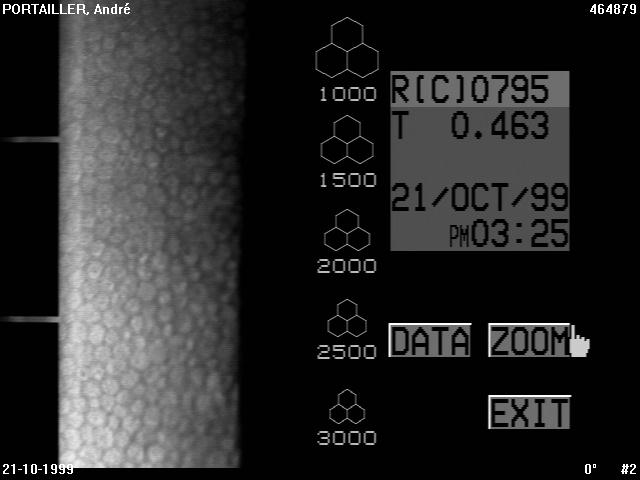 PORTAILLER, André
464879
1000
1500
2000
2500
3000
R[C]0795
T 0.463
21/OCT/99
PM03:25
DATA
ZOOM
EXIT
21-10-1999
0°
#2